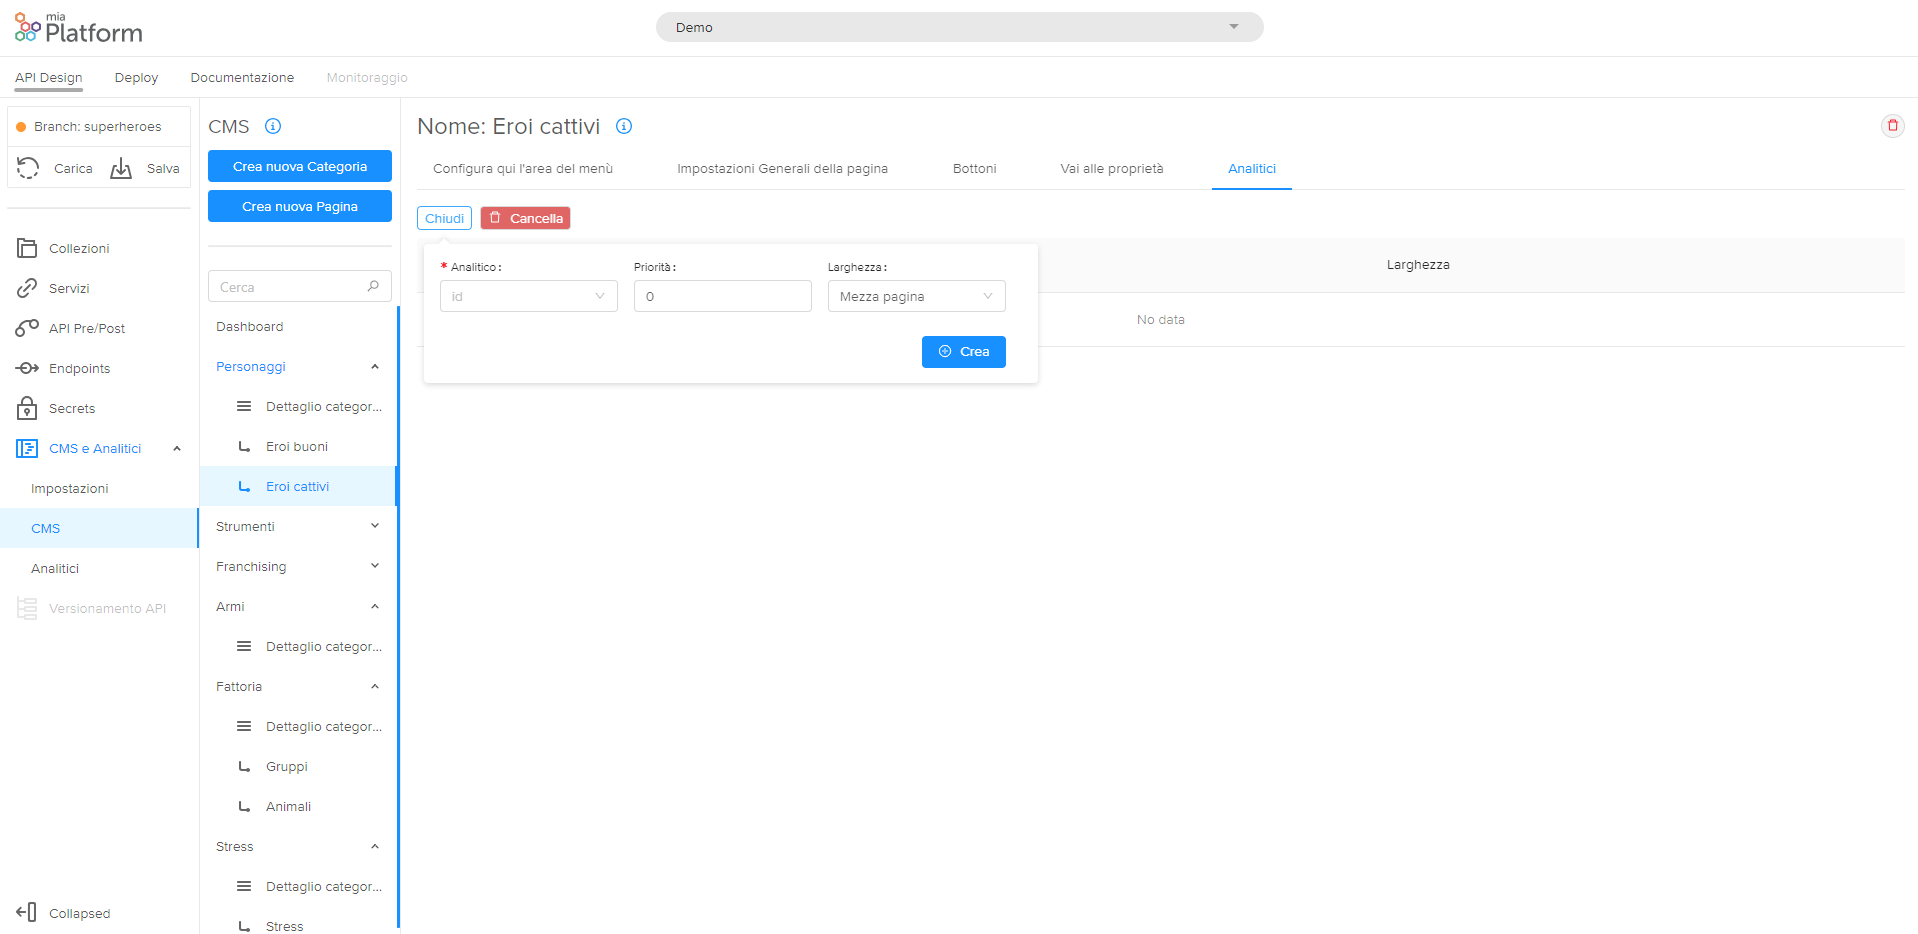 mia
Platform
Demo
API Design
Deploy
Documentazione
Monitoraggio
Branch: superheroes
Carica
Salva
Collezioni
Servizi
API Pre/Post
Endpoints
Secrets
CMS e Analitici
Impostazioni
CMS
Analitici
Versionamento API
Collapsed
CMS
Crea nuova Categoria
Crea nuova Pagina
Cerca
Dashboard
Personaggi
Dettaglio categor...
Eroi buoni
Eroi cattivi
Strumenti
Franchising
Armi
Dettaglio categor...
Fattoria
Dettaglio categor...
Gruppi
Animali
Stress
Dettaglio categor...
Stress
Nome: Eroi cattivi
Configura qui l'area del menù
Impostazioni Generali della pagina
Bottoni
Vai alle proprietà
Analitici
Chiudi
Cancella
* Analitico:
Priorità:
Larghezza:
id
0
Mezza pagina
Crea
Larghezza
No data